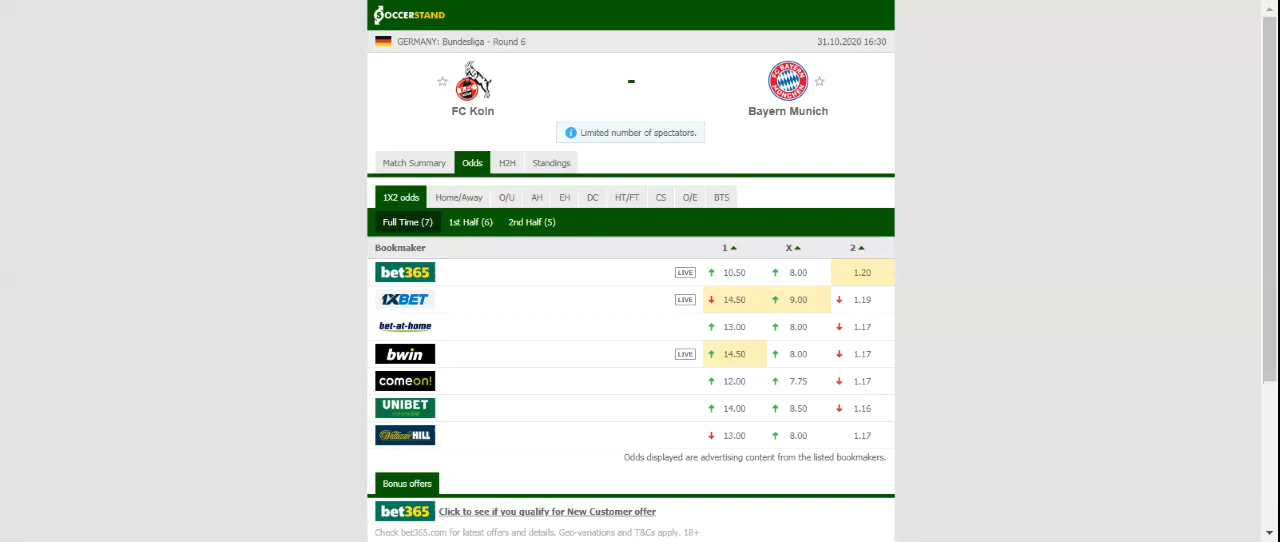 SOCCERSTAND
GERMANY: Bundesliga - Round 6 31.10.2020 16:30
FC Koln - Bayern Munich
Limited number of spectators.
Match Summary Odds H2H Standings
1X2 odds Home/Away O/U AH EH DC HT/FT CS O/E BTS
Full Time (7) 1st Half (6) 2nd Half (5)
Bookmaker 1 X 2
bet365 LIVE 10.50 8.00 1.20
1XBET LIVE 14.50 9.00 1.19
bet-at-home 13.00 8.00 1.17
bwin LIVE 14.50 8.00 1.17
comeon! 12.00 7.75 1.17
UNIBET 14.00 8.50 1.16
William HILL 13.00 8.00 1.17
Odds displayed are advertising content from the listed bookmakers.
Bonus offers
bet365 Click to see if you qualify for New Customer offer
Check bet365.com for latest offers and details. Geo-variations and T&Cs apply. 18+